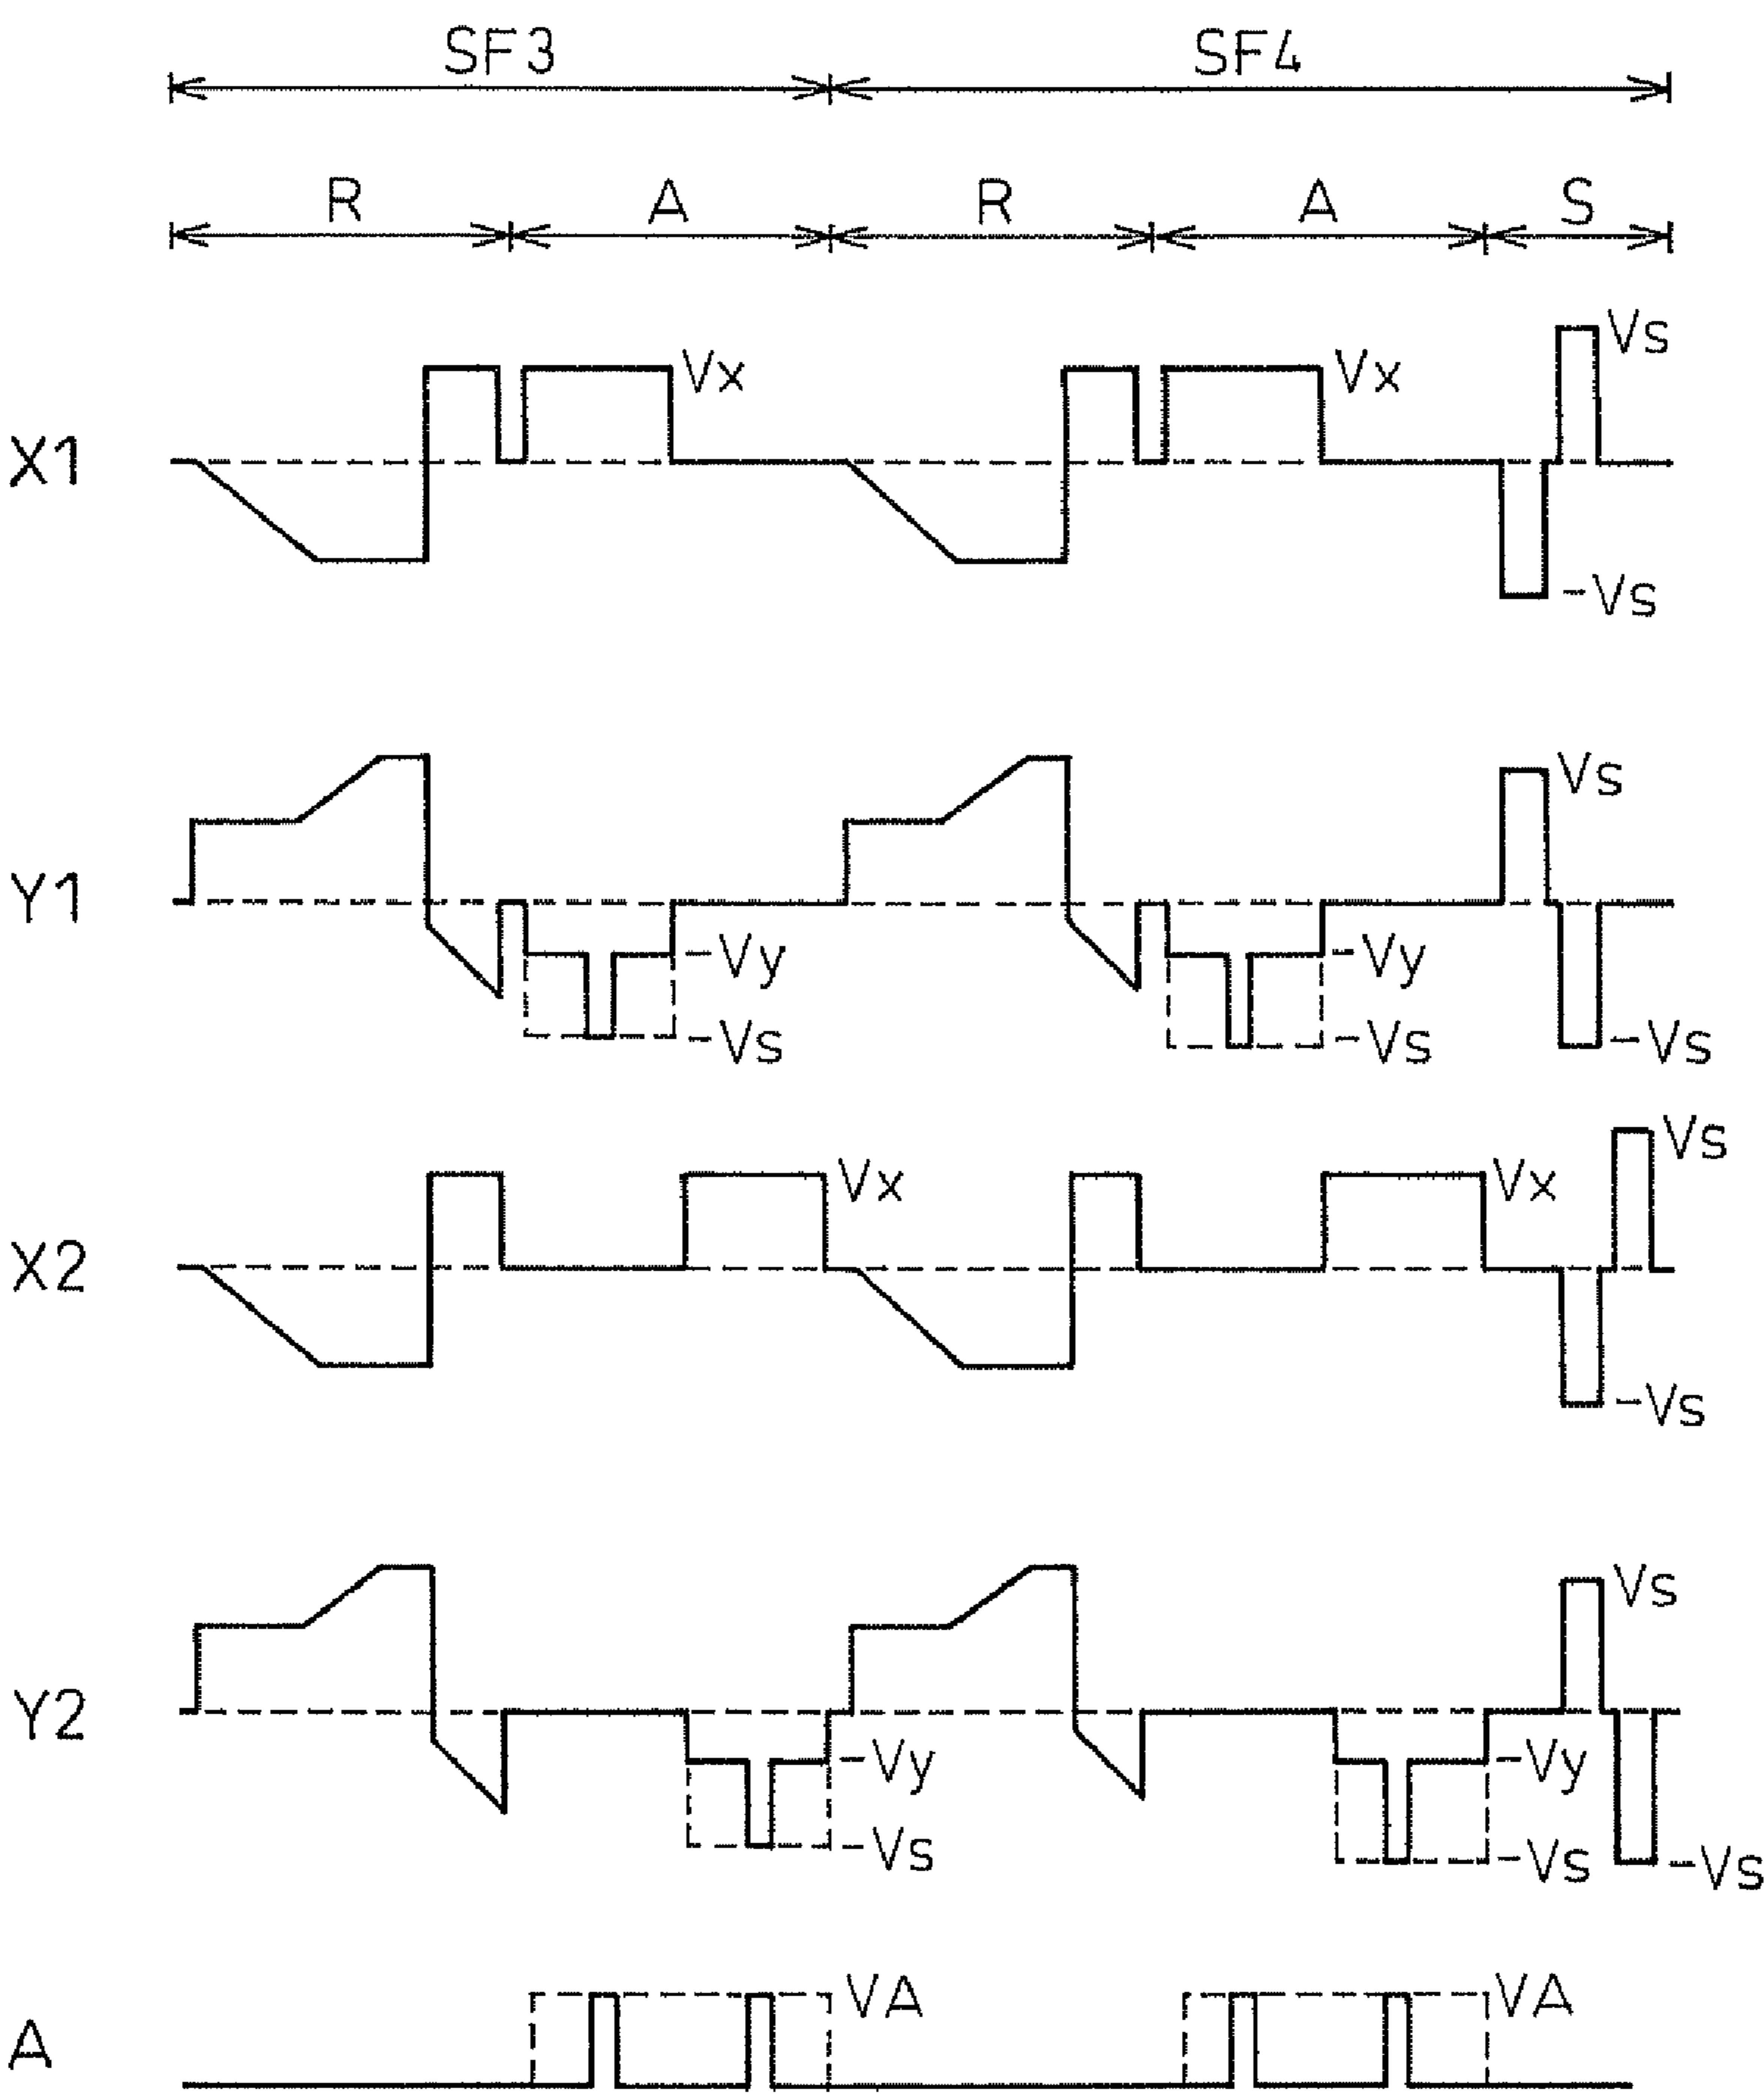 SF3 SF4
R A R A S
X1 Vx Vx Vs
-Vs
Y1 Vs
-Vy -Vy
-Vs -Vs -Vs
X2 Vx Vx Vs
-Vs
Y2 Vs
-Vy -Vy
-Vs -Vs -Vs
A VA VA